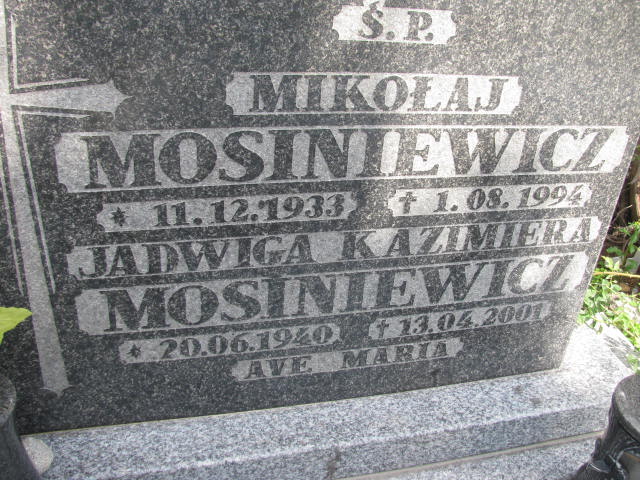 Ś.P.
MIKOŁAJ
MOSINIEWICZ
* 11.12.1933 † 1.08.1994
JADWIGA KAZIMIERA
MOSINIEWICZ
* 20.06.1940 † 13.04.2001
AVE MARIA